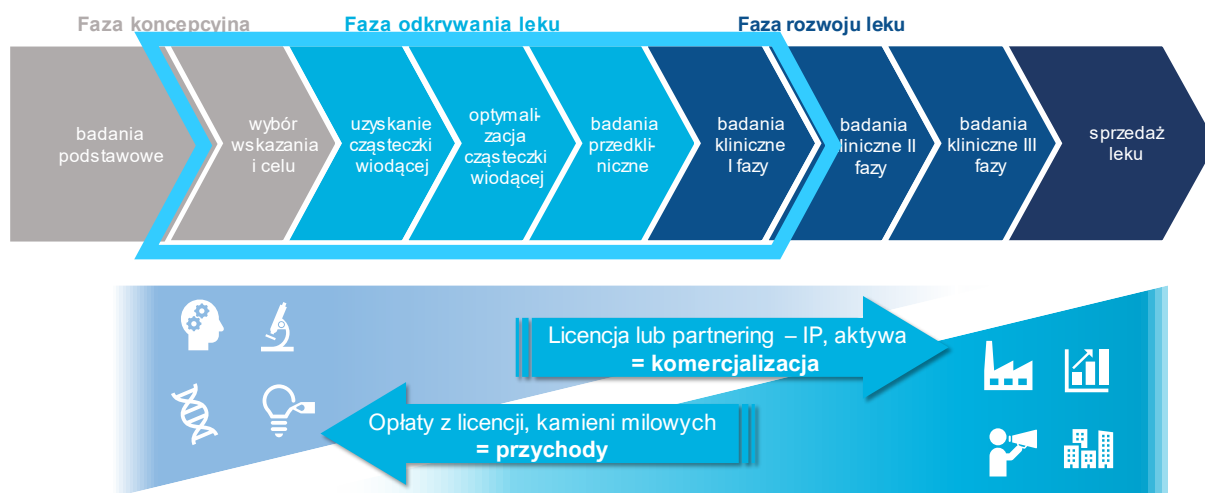 Faza koncepcyjna
Faza odkrywania leku
Faza rozwoju leku
badania
podstawowe
wybór
wskazania
i celu
uzyskanie
cząsteczki
wiodącej
optymali-
zacja
cząsteczki
wiodącej
badania
przedkli-
niczne
badania
kliniczne
I fazy
badania
liniczne II
fazy
badania
kliniczne III
fazy
sprzedaż
leku
Licencja lub partnering – IP, aktywa
= komercjalizacja
Opłaty z licencji, kamieni milowych
= przychody